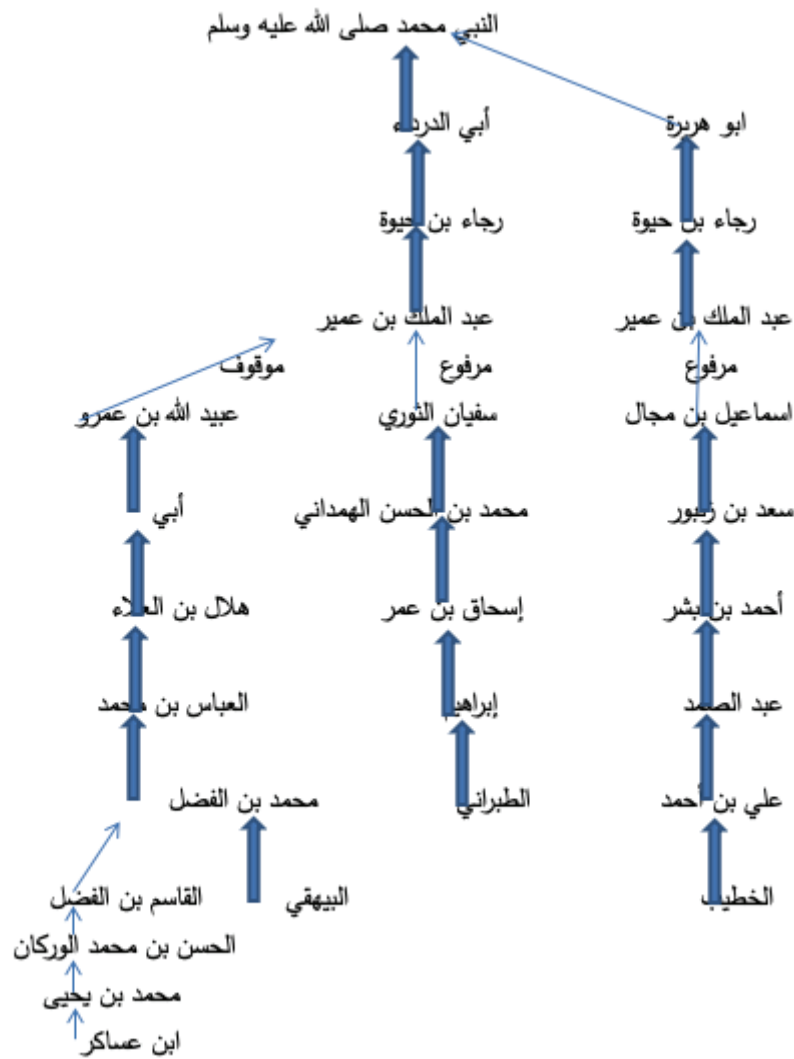 النبي محمد صلى الله عليه وسلم
ابو هريرة
أبي الدرداء
رجاء بن حيوة
رجاء بن حيوة
عبد الملك بن عمير
عبد الملك بن عمير
مرفوع
مرفوع
موقوف
اسماعيل بن مجال
سفيان الثوري
عبيد الله بن عمرو
سعد بن زنبور
محمد بن الحسن الهمداني
أبي
أحمد بن بشر
إسحاق بن عمر
هلال بن العلاء
عبد الصمد
إبراهيم
العباس بن محمد
علي بن أحمد
الطبراني
محمد بن الفضل
الخطيب
البيهقي
القاسم بن الفضل
الحسن بن محمد الوركان
محمد بن يحيى
ابن عساكر